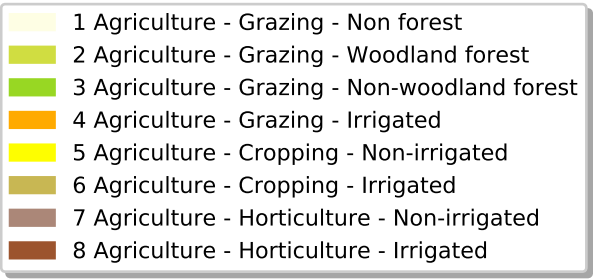 1 Agriculture - Grazing - Non forest
2 Agriculture - Grazing - Woodland forest
3 Agriculture - Grazing - Non-woodland forest
4 Agriculture - Grazing - Irrigated
5 Agriculture - Cropping - Non-irrigated
6 Agriculture - Cropping - Irrigated
7 Agriculture - Horticulture - Non-irrigated
8 Agriculture - Horticulture - Irrigated